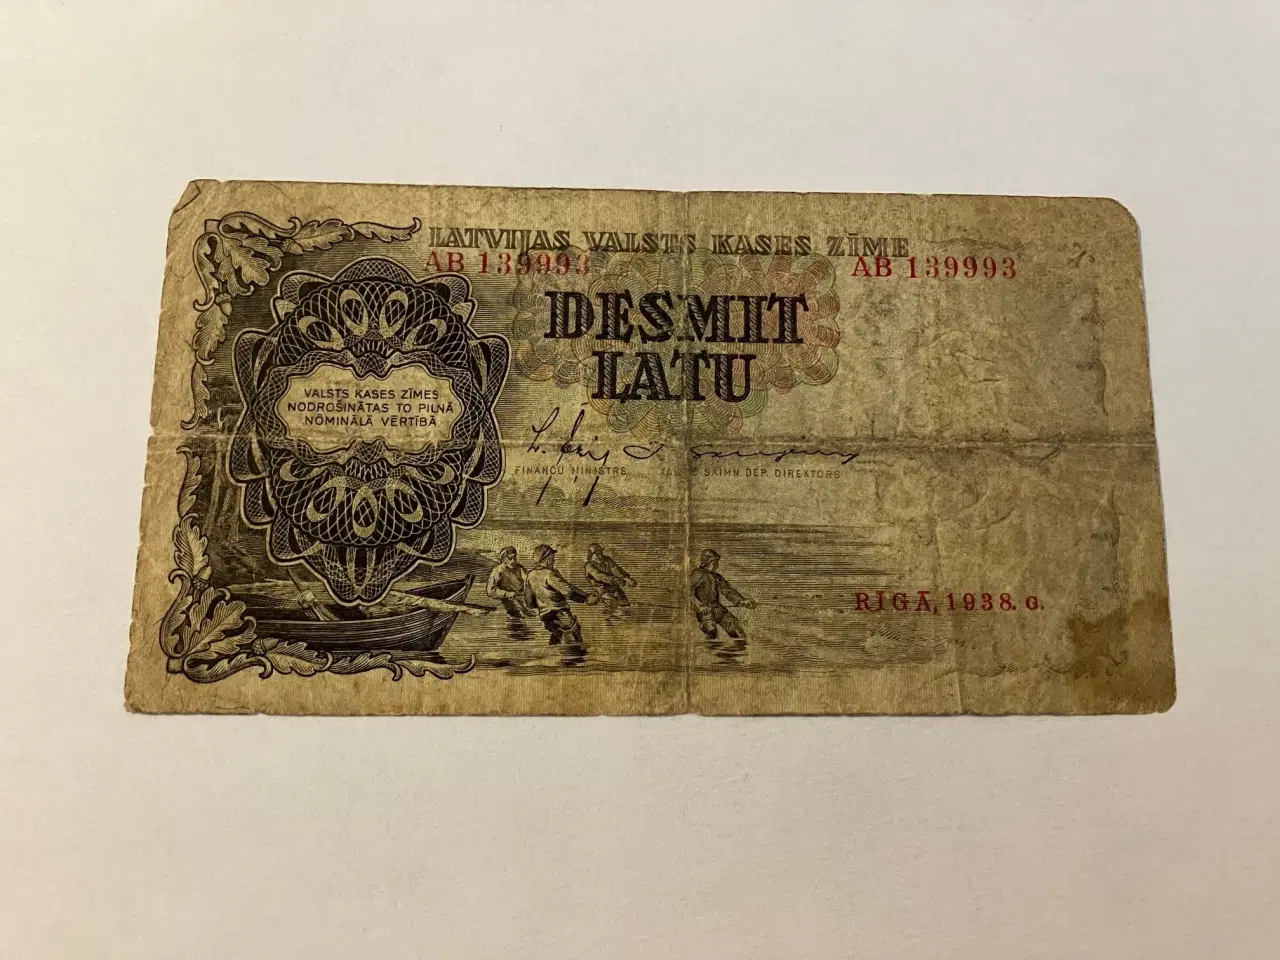 LATVIJAS VALSTS KASES ZĪME
AB 139993 AB 139993
DESMIT
LATU
VALSTS KASES ZĪMES
NODROŠINĀTAS TO PILNĀ
NOMINĀLĀ VĒRTĪBĀ
FINANČU MINISTRS SAIMN. DEP. DIREKTORS
RĪGĀ, 1938. G.